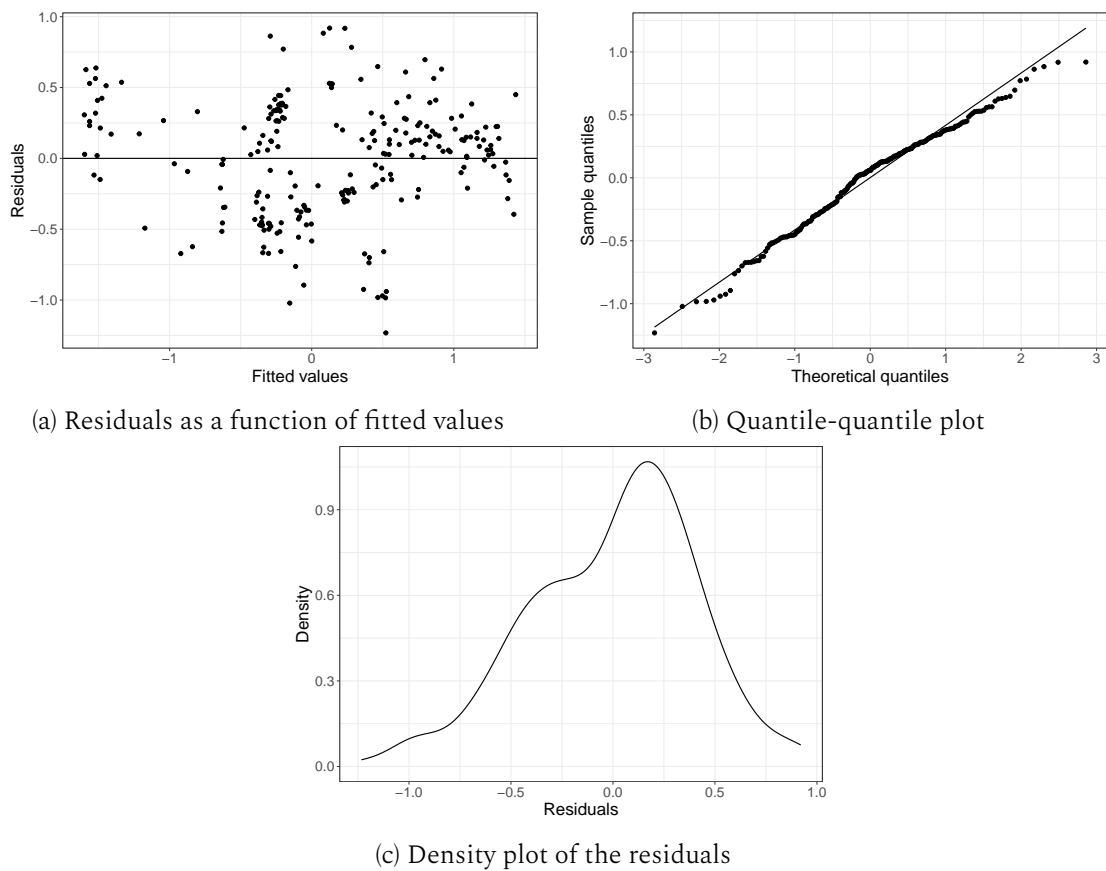 1.0
0.5
0.0
−0.5
−1.0
Residuals
−1 0 1
Fitted values
(a) Residuals as a function of fitted values
1.0
0.5
0.0
−0.5
−1.0
Sample quantiles
−3 −2 −1 0 1 2 3
Theoretical quantiles
(b) Quantile-quantile plot
0.9
0.6
0.3
0.0
Density
−1.0 −0.5 0.0 0.5 1.0
Residuals
(c) Density plot of the residuals